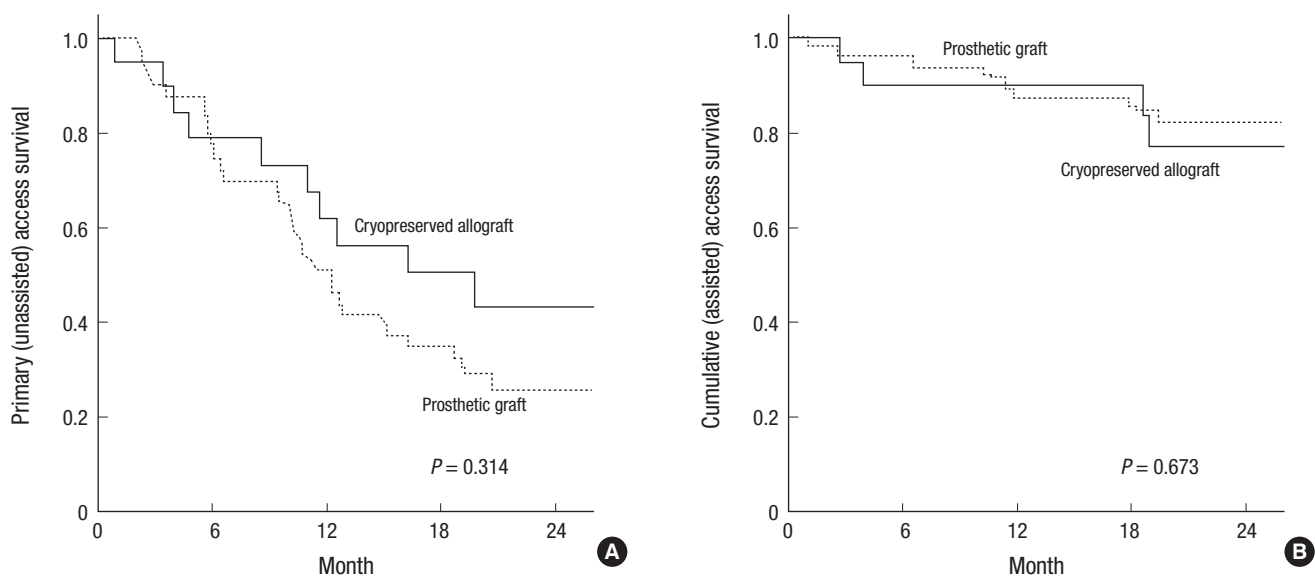 Primary (unassisted) access survival
1.0
0.8
0.6
0.4
0.2
0
Cryopreserved allograft
Prosthetic graft
P = 0.314
0 6 12 18 24
Month
A
Cumulative (assisted) access survival
1.0
0.8
0.6
0.4
0.2
0
Prosthetic graft
Cryopreserved allograft
P = 0.673
0 6 12 18 24
Month
B